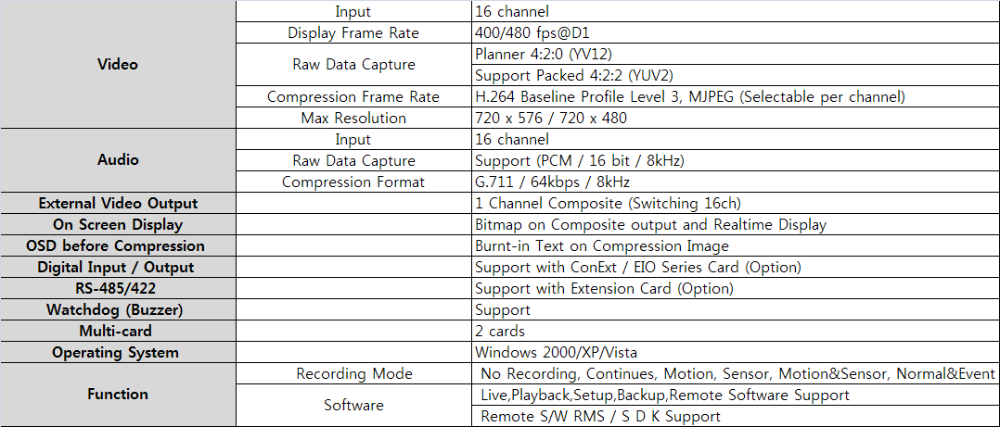 Video Input 16 channel
Display Frame Rate 400/480 fps@D1
Raw Data Capture Planner 4:2:0 (YV12)
Support Packed 4:2:2 (YUV2)
Compression Frame Rate H.264 Baseline Profile Level 3, MJPEG (Selectable per channel)
Max Resolution 720 x 576 / 720 x 480
Audio Input 16 channel
Raw Data Capture Support (PCM / 16 bit / 8kHz)
Compression Format G.711 / 64kbps / 8kHz
External Video Output 1 Channel Composite (Switching 16ch)
On Screen Display Bitmap on Composite output and Realtime Display
OSD before Compression Burnt-in Text on Compression Image
Digital Input / Output Support with ConExt / EIO Series Card (Option)
RS-485/422 Support with Extension Card (Option)
Watchdog (Buzzer) Support
Multi-card 2 cards
Operating System Windows 2000/XP/Vista
Function Recording Mode No Recording, Continues, Motion, Sensor, Motion&Sensor, Normal&Event
Software Live,Playback,Setup,Backup,Remote Software Support
Remote S/W RMS / S D K Support